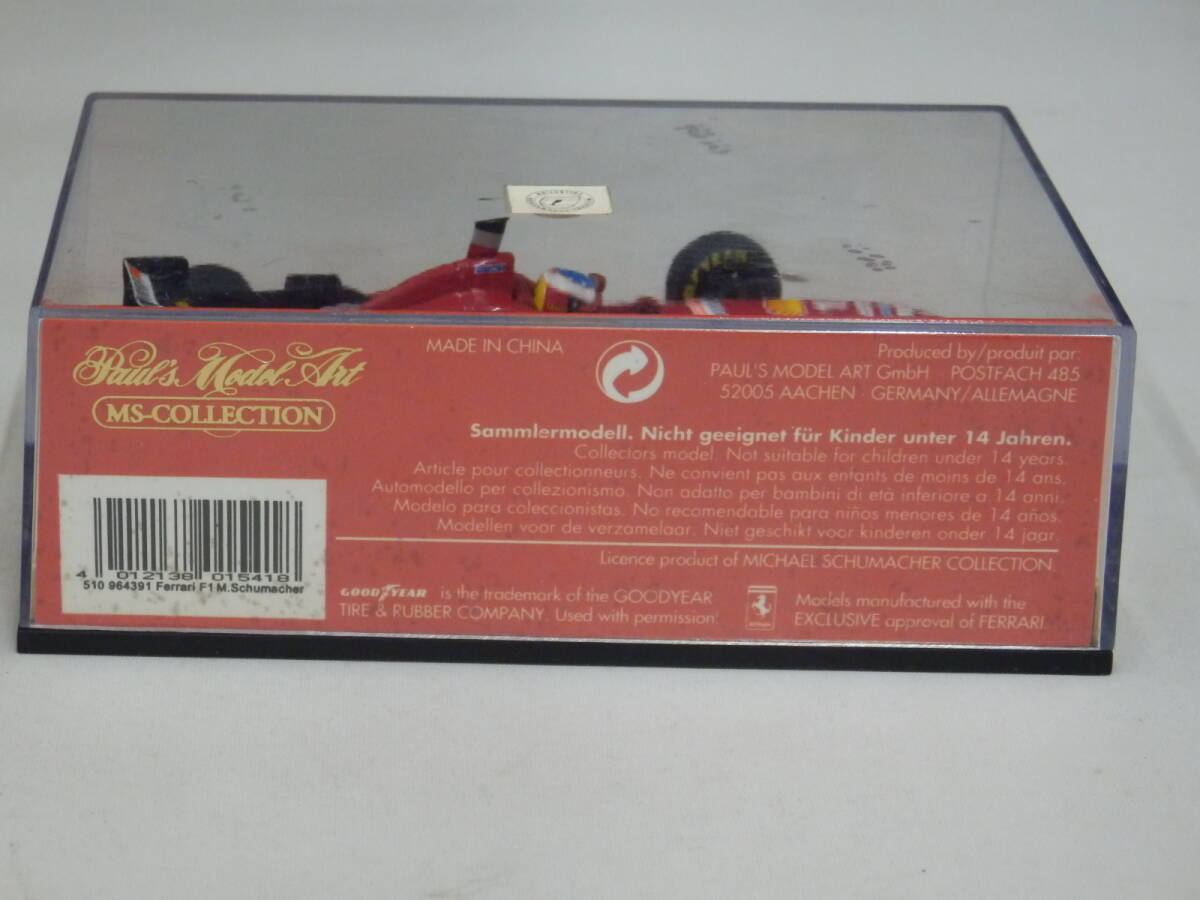 Paul's Model Art
MS-COLLECTION
MADE IN CHINA
Produced by/produit par:
PAUL'S MODEL ART GmbH · POSTFACH 485
52005 AACHEN · GERMANY/ALLEMAGNE
Sammlermodell. Nicht geeignet für Kinder unter 14 Jahren.
Collectors model. Not suitable for children under 14 years.
Article pour collectionneurs. Ne convient pas aux enfants de moins de 14 ans.
Automodello per collezionismo. Non adatto per bambini di età inferiore a 14 anni.
Modelo para coleccionistas. No recomendable para niños menores de 14 años.
Modellen voor de verzamelaar. Niet geschikt voor kinderen onder 14 jaar.
Licence product of MICHAEL SCHUMACHER COLLECTION.
4 012138 015418
510 964391 Ferrari F1 M.Schumacher
GOODYEAR is the trademark of the GOODYEAR
TIRE & RUBBER COMPANY. Used with permission.
Models manufactured with the
EXCLUSIVE approval of FERRARI.